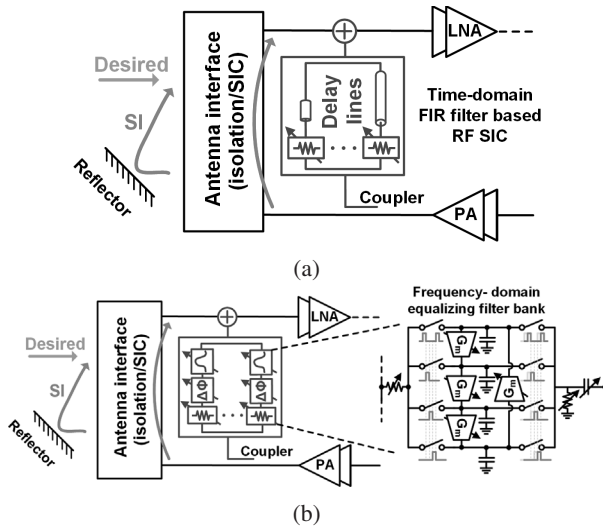 LNA
Desired
SI
Reflector
Antenna interface
(isolation/SIC)
Delay
lines
Time-domain
FIR filter based
RF SIC
Coupler
PA
(a)
Frequency- domain
equalizing filter bank
LNA
Desired
SI
Reflector
Antenna interface
(isolation/SIC)
ΔΦ
ΔΦ
Coupler
PA
Gm
Gm
Gm
Gm
(b)